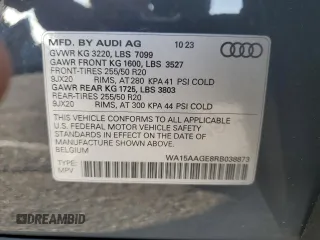 MFD. BY AUDI AG 10 23
GVWR KG 3220, LBS 7099
GAWR FRONT KG 1600, LBS 3527
FRONT-TIRES 255/50 R20
9JX20 RIMS, AT 280 KPA 41 PSI COLD
GAWR REAR KG 1725, LBS 3803
REAR-TIRES 255/50 R20
9JX20 RIMS, AT 300 KPA 44 PSI COLD
THIS VEHICLE CONFORMS TO ALL APPLICABLE
FEDERAL MOTOR VEHICLE SAFETY STANDARDS
IN EFFECT ON THE DATE OF
MANUFACTURE SHOWN ABOVE
BELGIUM
TYPE: WA15AAGE8RB038873
MPV
DREAMBID